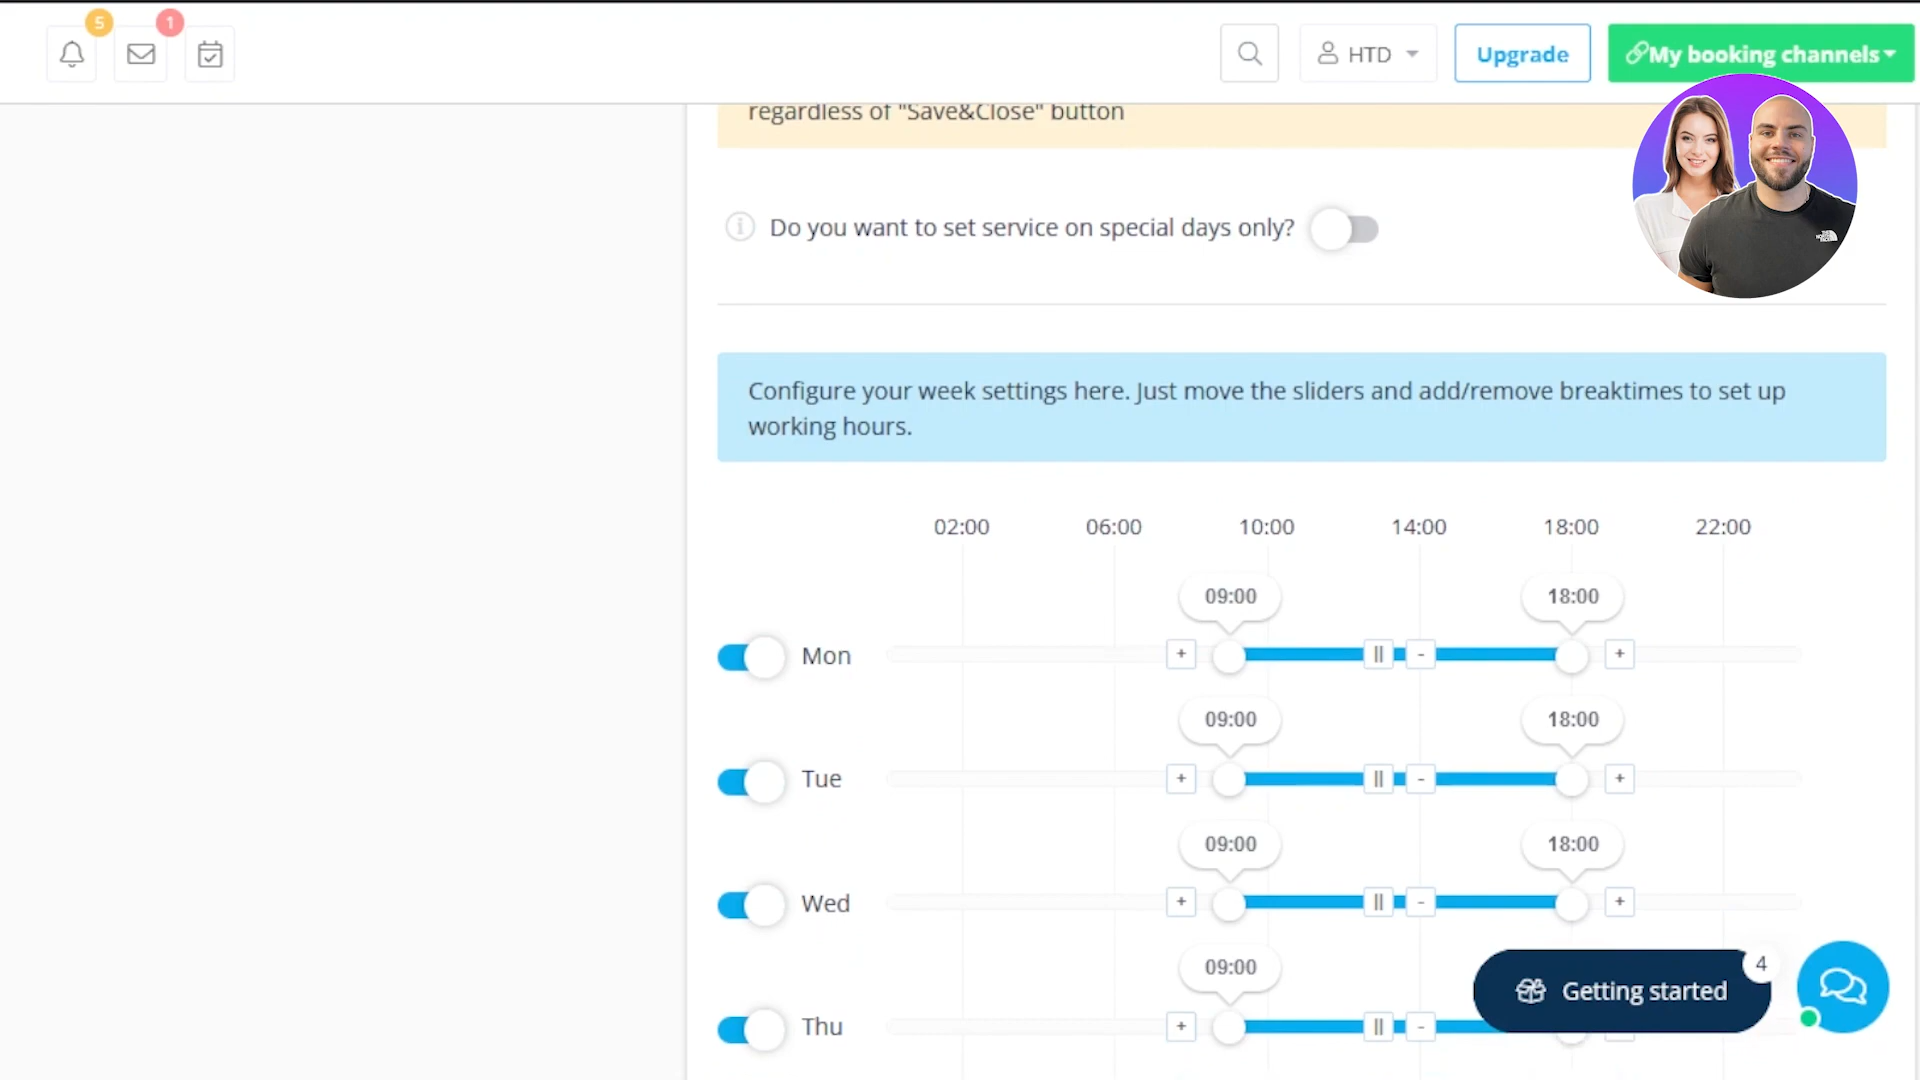 5
1
HTD
Upgrade
My booking channels
regardless of "Save&Close" button
Do you want to set service on special days only?
THE NORTH FACE
Configure your week settings here. Just move the sliders and add/remove breaktimes to set up
working hours.
02:00 06:00 10:00 14:00 18:00 22:00
09:00 18:00
Mon + || - +
09:00 18:00
Tue + || - +
09:00 18:00
Wed + || - +
09:00
4
Getting started
Thu + || -